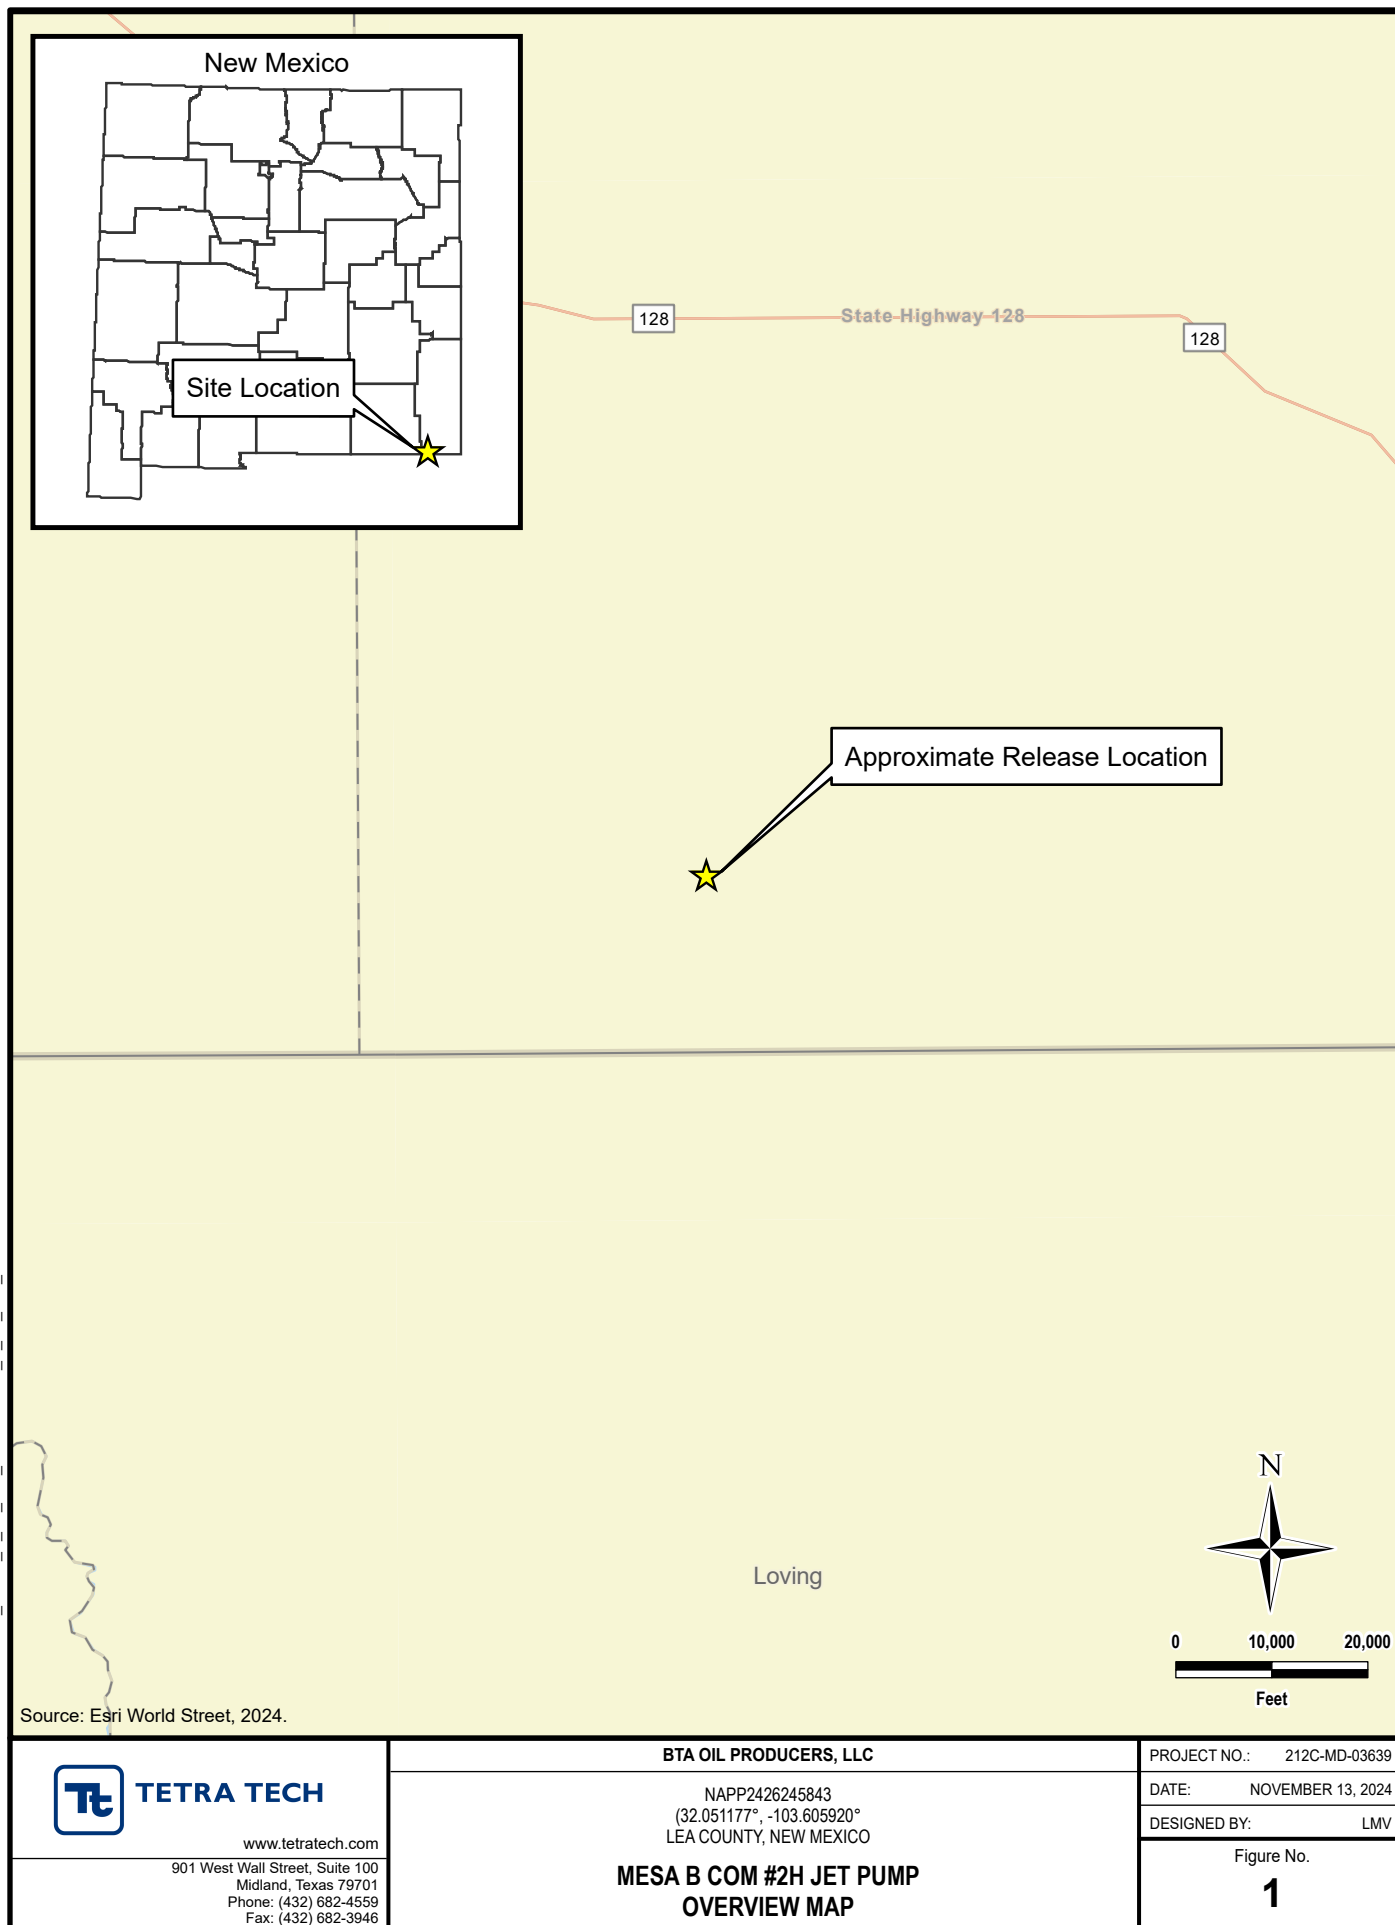 New Mexico
Site Location
128
State Highway 128
128
Approximate Release Location
Loving
N
0 10,000 20,000
Feet
Source: Esri World Street, 2024.
Tt TETRA TECH
www.tetratech.com
901 West Wall Street, Suite 100
Midland, Texas 79701
Phone: (432) 682-4559
Fax: (432) 682-3946
BTA OIL PRODUCERS, LLC
NAPP2426245843
(32.051177°, -103.605920°
LEA COUNTY, NEW MEXICO
MESA B COM #2H JET PUMP
OVERVIEW MAP
PROJECT NO.: 212C-MD-03639
DATE: NOVEMBER 13, 2024
DESIGNED BY: LMV
Figure No.
1